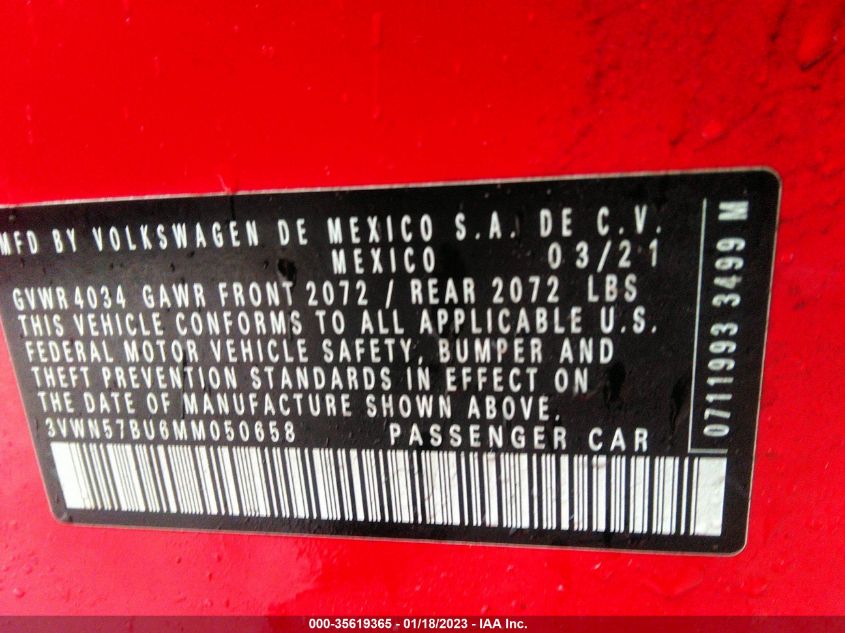 MFD BY VOLKSWAGEN DE MEXICO S.A. DE C.V.
MEXICO 03/21
GVWR 4034 GAWR FRONT 2072 / REAR 2072 LBS
THIS VEHICLE CONFORMS TO ALL APPLICABLE U.S.
FEDERAL MOTOR VEHICLE SAFETY, BUMPER AND
THEFT PREVENTION STANDARDS IN EFFECT ON
THE DATE OF MANUFACTURE SHOWN ABOVE.
3VWN57BU6MM050658 PASSENGER CAR
0711993 3499 M
000-35619365 - 01/18/2023 - IAA Inc.